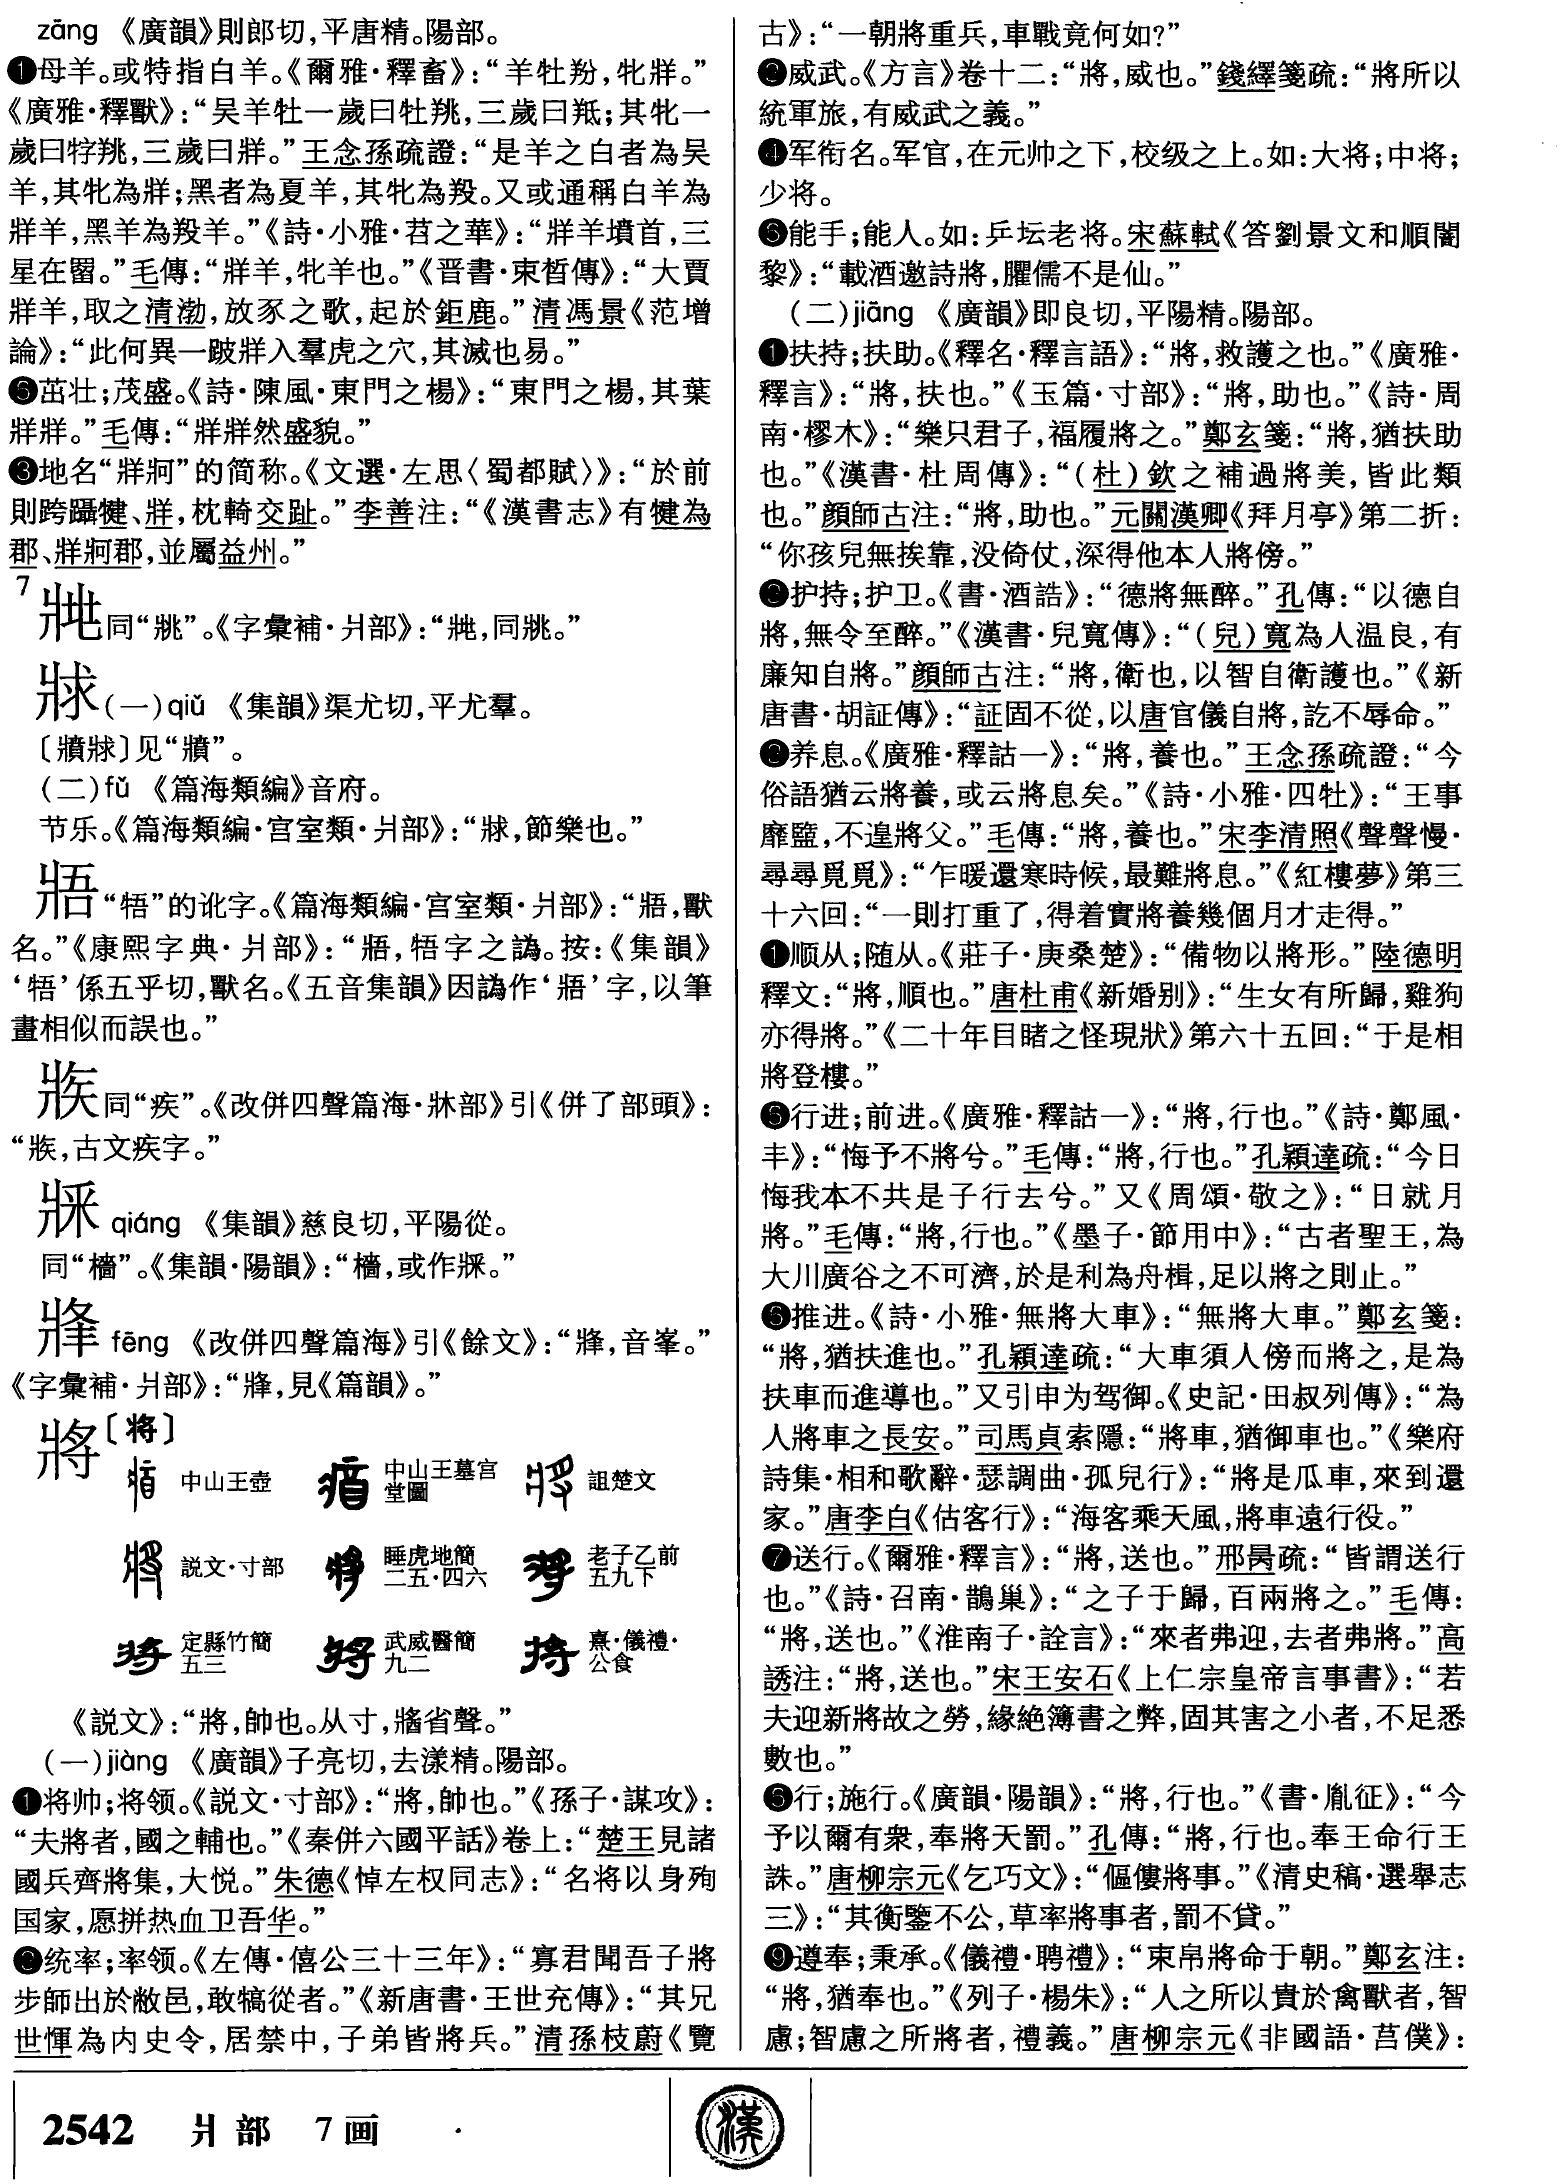 zāng 《廣韻》則郎切,平唐精。陽部。
❶母羊。或特指白羊。《爾雅·釋畜》:“羊牡羒,牝牂。”
《廣雅·釋獸》:“吴羊牡一歲曰牡𦍩,三歲曰羝;其牝一
歲曰牸𦍩,三歲曰牂。”王念孫疏證:“是羊之白者為吴
羊,其牝為牂;黑者為夏羊,其牝為羖。又或通稱白羊為
牂羊,黑羊為羖羊。”《詩·小雅·苕之華》:“牂羊墳首,三
星在罶。”毛傳:“牂羊,牝羊也。”《晋書·束晳傳》:“大賈
牂羊,取之清渤,放豕之歌,起於鉅鹿。”清馮景《范增
論》:“此何異一跛牂入羣虎之穴,其滅也易。”
❻茁壮;茂盛。《詩·陳風·東門之楊》:“東門之楊,其葉
牂牂。”毛傳:“牂牂然盛貌。”
❸地名“牂牁”的简称。《文選·左思〈蜀都賦〉》:“於前
則跨躡犍、牂,枕輢交趾。”李善注:“《漢書志》有犍為
郡、牂牁郡,並屬益州。”
7
同“㸠”。《字彙補·爿部》:“,同。”
(一)qiǔ 《集韻》渠尤切,平尤羣。
〔〕见“”。
(二)fǔ 《篇海類編》音府。
节乐。《篇海類編·宫室類·爿部》:“,節樂也。”
“牾”的讹字。《篇海類編·宫室類·爿部》:“,獸
名。”《康熙字典·爿部》:“,牾字之譌。按:《集韻》
‘牾’係五乎切,獸名。《五音集韻》因譌作‘’字,以筆
畫相似而誤也。”
同“疾”。《改併四聲篇海·牀部》引《併了部頭》:
“,古文疾字。”
qiáng 《集韻》慈良切,平陽從。
同“檣”。《集韻·陽韻》:“檣,或作。”
fēng 《改併四聲篇海》引《餘文》:“,音峯。”
《字彙補·爿部》:“,見《篇韻》。”
將〔将〕
中山王壺 中山王墓宫堂圖 詛楚文
説文·寸部 睡虎地簡二五·四六 老子乙前五九下
定縣竹簡五三 武威醫簡九二 熹·儀禮·公食
《説文》:“將,帥也。从寸,省聲。”
(一)jiàng 《廣韻》子亮切,去漾精。陽部。
❶将帅;将领。《説文·寸部》:“將,帥也。”《孫子·謀攻》:
“夫將者,國之輔也。”《秦併六國平話》卷上:“楚王見諸
國兵齊將集,大悦。”朱德《悼左权同志》:“名将以身殉
国家,愿拼热血卫吾华。”
❷统率;率领。《左傳·僖公三十三年》:“寡君聞吾子將
步師出於敝邑,敢犒從者。”《新唐書·王世充傳》:“其兄
世惲為内史令,居禁中,子弟皆將兵。”清孫枝蔚《覽
古》:“一朝將重兵,車戰竟何如?”
❷威武。《方言》卷十二:“將,威也。”錢繹箋疏:“將所以
統軍旅,有威武之義。”
❹军衔名。军官,在元帅之下,校级之上。如:大将;中将;
少将。
❺能手;能人。如:乒坛老将。宋蘇軾《答劉景文和順闍
黎》:“載酒邀詩將,臞儒不是仙。”
(二)jiāng 《廣韻》即良切,平陽精。陽部。
❶扶持;扶助。《釋名·釋言語》:“將,救護之也。”《廣雅·
釋言》:“將,扶也。”《玉篇·寸部》:“將,助也。”《詩·周
南·樛木》:“樂只君子,福履將之。”鄭玄箋:“將,猶扶助
也。”《漢書·杜周傳》:“(杜)欽之補過將美,皆此類
也。”顔師古注:“將,助也。”元關漢卿《拜月亭》第二折:
“你孩兒無挨靠,没倚仗,深得他本人將傍。”
❷护持;护卫。《書·酒誥》:“德將無醉。”孔傳:“以德自
將,無令至醉。”《漢書·兒寬傳》:“(兒)寬為人温良,有
廉知自將。”顔師古注:“將,衛也,以智自衛護也。”《新
唐書·胡証傳》:“証固不從,以唐官儀自將,訖不辱命。”
❷养息。《廣雅·釋詁一》:“將,養也。”王念孫疏證:“今
俗語猶云將養,或云將息矣。”《詩·小雅·四牡》:“王事
靡盬,不遑將父。”毛傳:“將,養也。”宋李清照《聲聲慢·
尋尋覓覓》:“乍暖還寒時候,最難將息。”《紅樓夢》第三
十六回:“一則打重了,得着實將養幾個月才走得。”
❶顺从;随从。《莊子·庚桑楚》:“備物以將形。”陸德明
釋文:“將,順也。”唐杜甫《新婚别》:“生女有所歸,雞狗
亦得將。”《二十年目睹之怪現狀》第六十五回:“于是相
將登樓。”
❺行进;前进。《廣雅·釋詁一》:“將,行也。”《詩·鄭風·
丰》:“悔予不將兮。”毛傳:“將,行也。”孔穎達疏:“今日
悔我本不共是子行去兮。”又《周頌·敬之》:“日就月
將。”毛傳:“將,行也。”《墨子·節用中》:“古者聖王,為
大川廣谷之不可濟,於是利為舟楫,足以將之則止。”
❻推进。《詩·小雅·無將大車》:“無將大車。”鄭玄箋:
“將,猶扶進也。”孔穎達疏:“大車須人傍而將之,是為
扶車而進導也。”又引申为驾御。《史記·田叔列傳》:“為
人將車之長安。”司馬貞索隱:“將車,猶御車也。”《樂府
詩集·相和歌辭·瑟調曲·孤兒行》:“將是瓜車,來到還
家。”唐李白《估客行》:“海客乘天風,將車遠行役。”
❼送行。《爾雅·釋言》:“將,送也。”邢昺疏:“皆謂送行
也。”《詩·召南·鵲巢》:“之子于歸,百兩將之。”毛傳:
“將,送也。”《淮南子·詮言》:“來者弗迎,去者弗將。”高
誘注:“將,送也。”宋王安石《上仁宗皇帝言事書》:“若
夫迎新將故之勞,緣絶簿書之弊,固其害之小者,不足悉
數也。”
❻行;施行。《廣韻·陽韻》:“將,行也。”《書·胤征》:“今
予以爾有衆,奉將天罰。”孔傳:“將,行也。奉王命行王
誅。”唐柳宗元《乞巧文》:“傴僂將事。”《清史稿·選舉志
三》:“其衡鑒不公,草率將事者,罰不貸。”
❾遵奉;秉承。《儀禮·聘禮》:“束帛將命于朝。”鄭玄注:
“將,猶奉也。”《列子·楊朱》:“人之所以貴於禽獸者,智
慮;智慮之所將者,禮義。”唐柳宗元《非國語·莒僕》:
2542 爿部 7画
漢